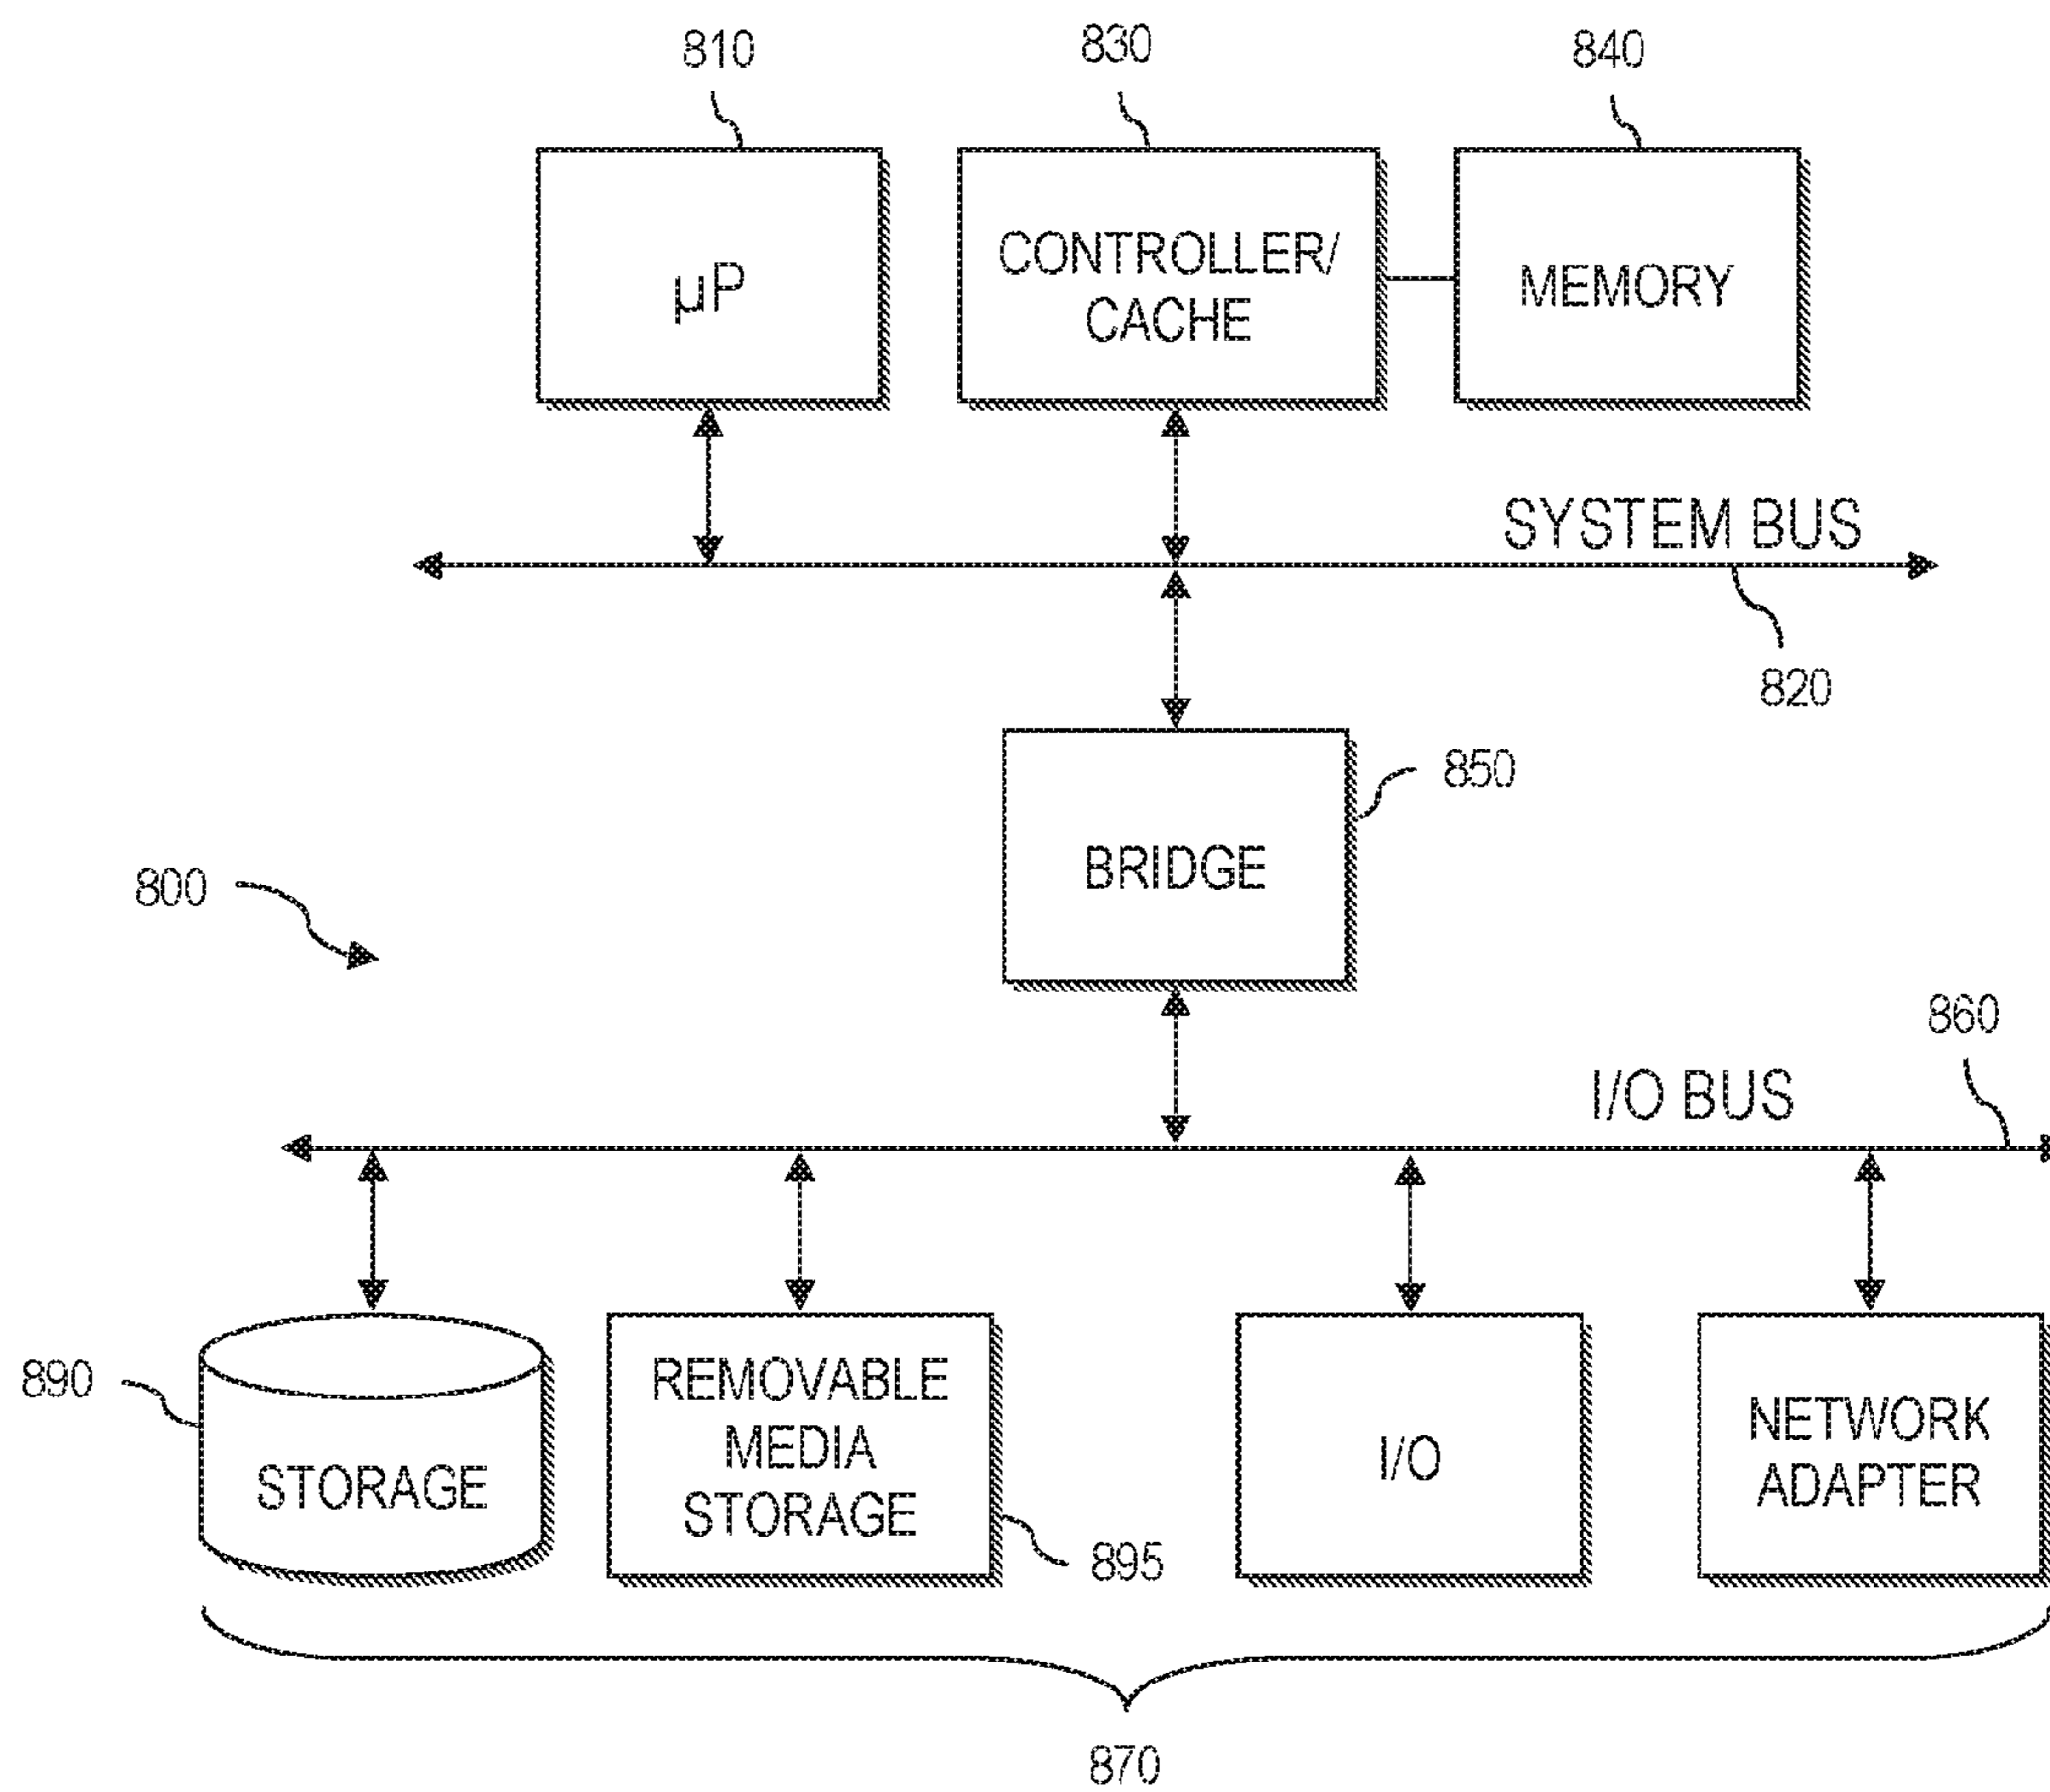 810
830
840
µP
CONTROLLER/
CACHE
MEMORY
SYSTEM BUS
820
850
BRIDGE
800
860
I/O BUS
890
STORAGE
REMOVABLE
MEDIA
STORAGE
895
I/O
NETWORK
ADAPTER
870